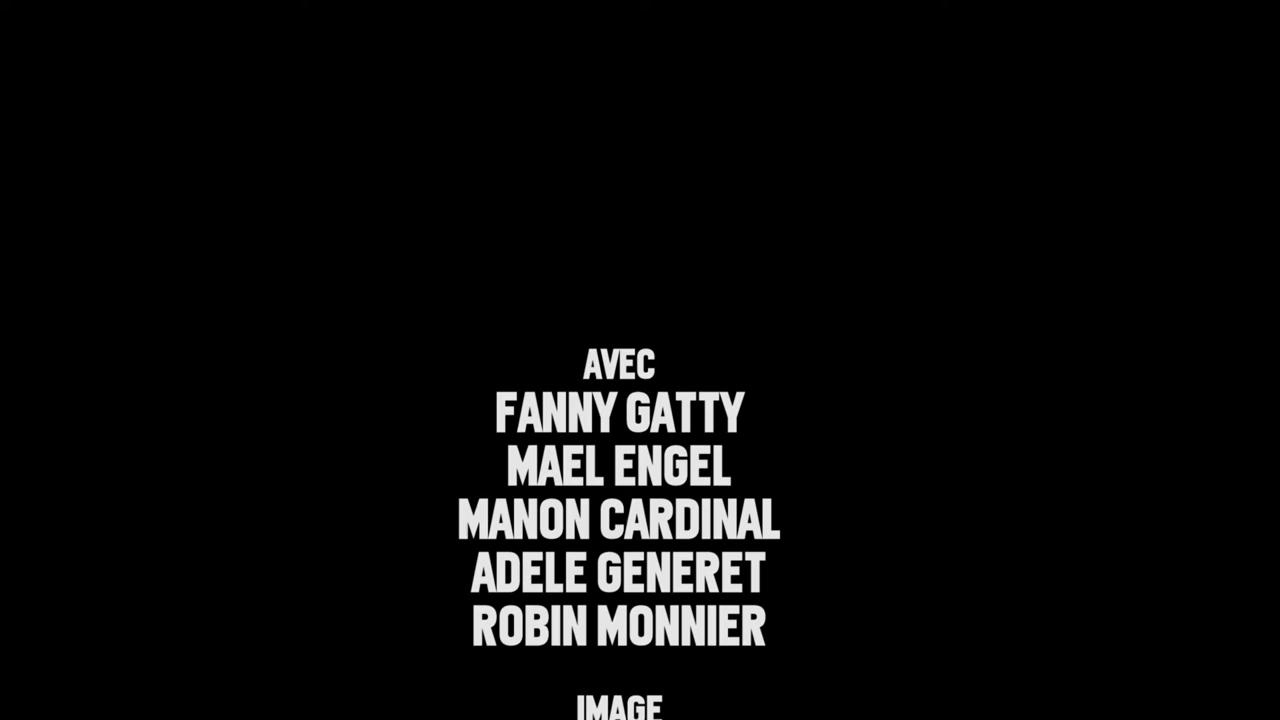 AVEC
FANNY GATTY
MAEL ENGEL
MANON CARDINAL
ADELE GENERET
ROBIN MONNIER
IMAGE